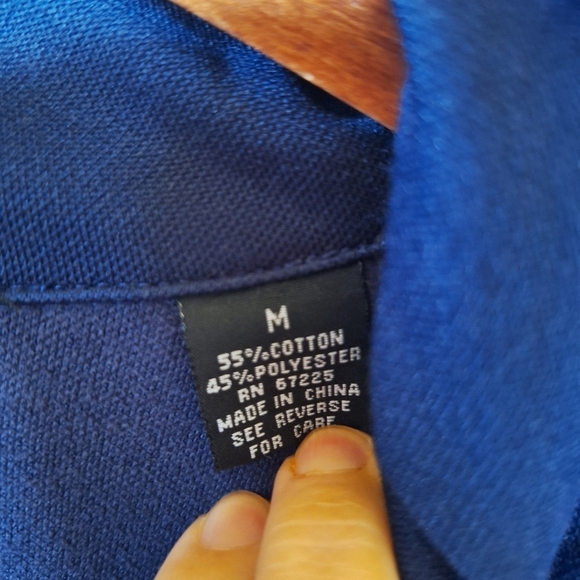 M
55%COTTON
45%POLYESTER
RN 67225
MADE IN CHINA
SEE REVERSE
FOR CARE